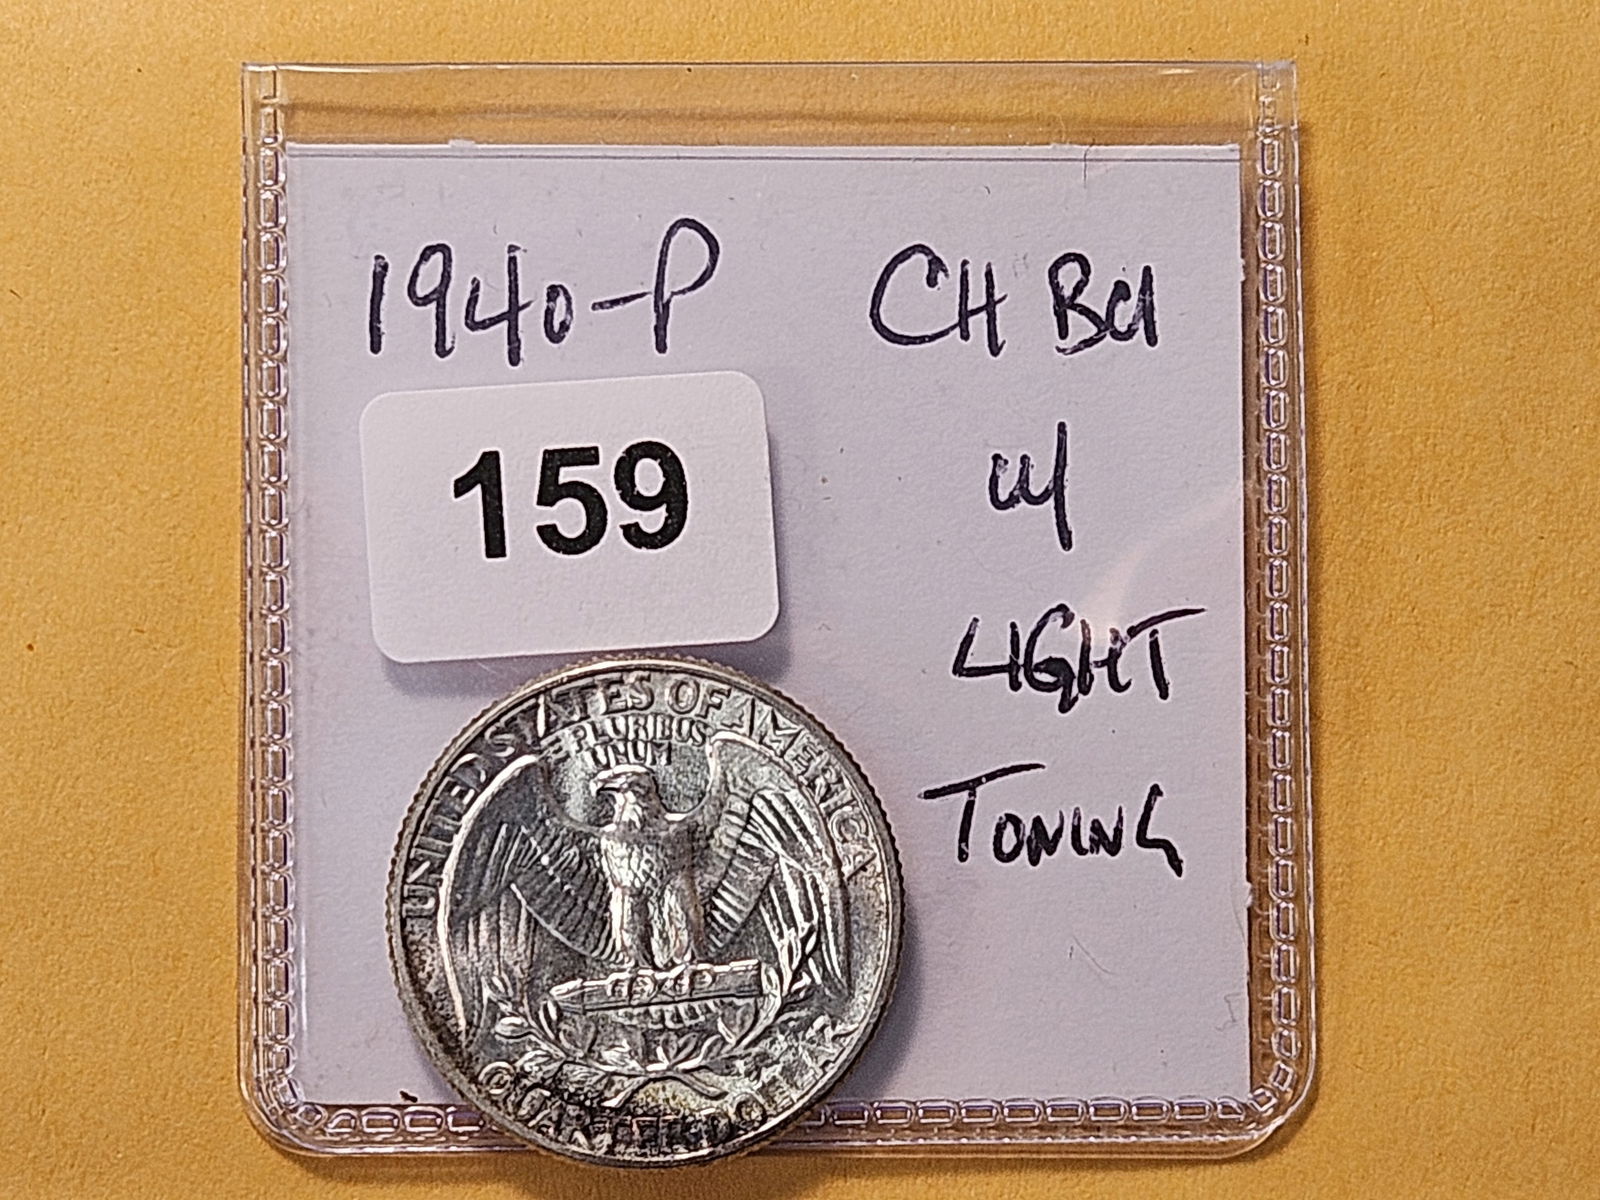 1940-P CH BU
w/
LIGHT
TONING
159
UNITED STATES OF AMERICA
E PLURIBUS
UNUM
QUARTER DOLLAR